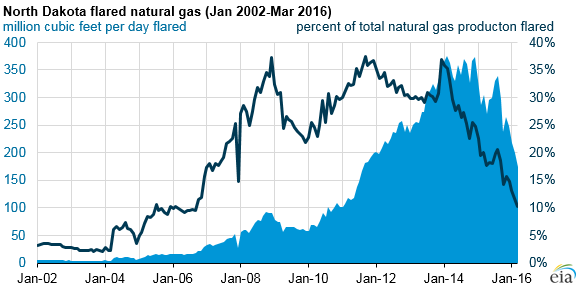 North Dakota flared natural gas (Jan 2002-Mar 2016)
million cubic feet per day flared percent of total natural gas producton flared
400 40%
350 35%
300 30%
250 25%
200 20%
150 15%
100 10%
50 5%
0 0%
Jan-02 Jan-04 Jan-06 Jan-08 Jan-10 Jan-12 Jan-14 Jan-16
eia